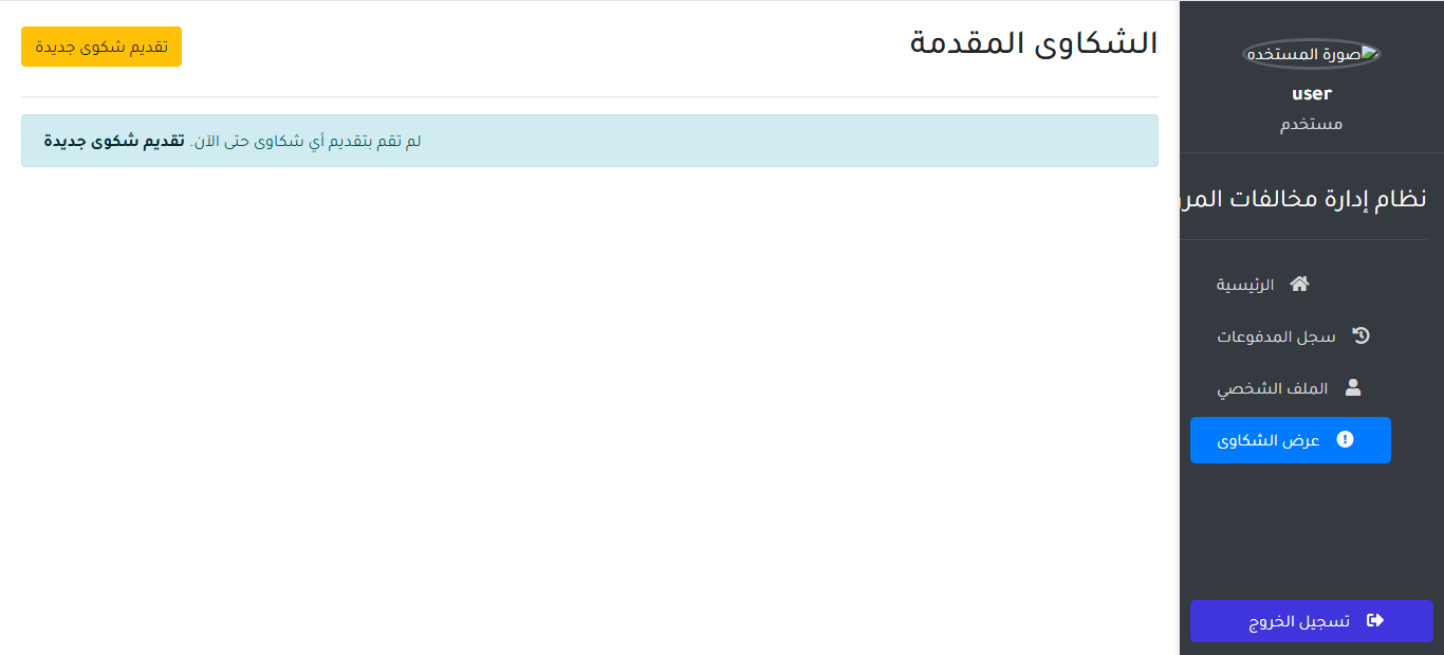 الشكاوى المقدمة
تقديم شكوى جديدة
لم تقم بتقديم أي شكاوى حتى الآن. تقديم شكوى جديدة
صورة المستخدم
user
مستخدم
نظام إدارة مخالفات المر
الرئيسية
سجل المدفوعات
الملف الشخصي
عرض الشكاوى
تسجيل الخروج